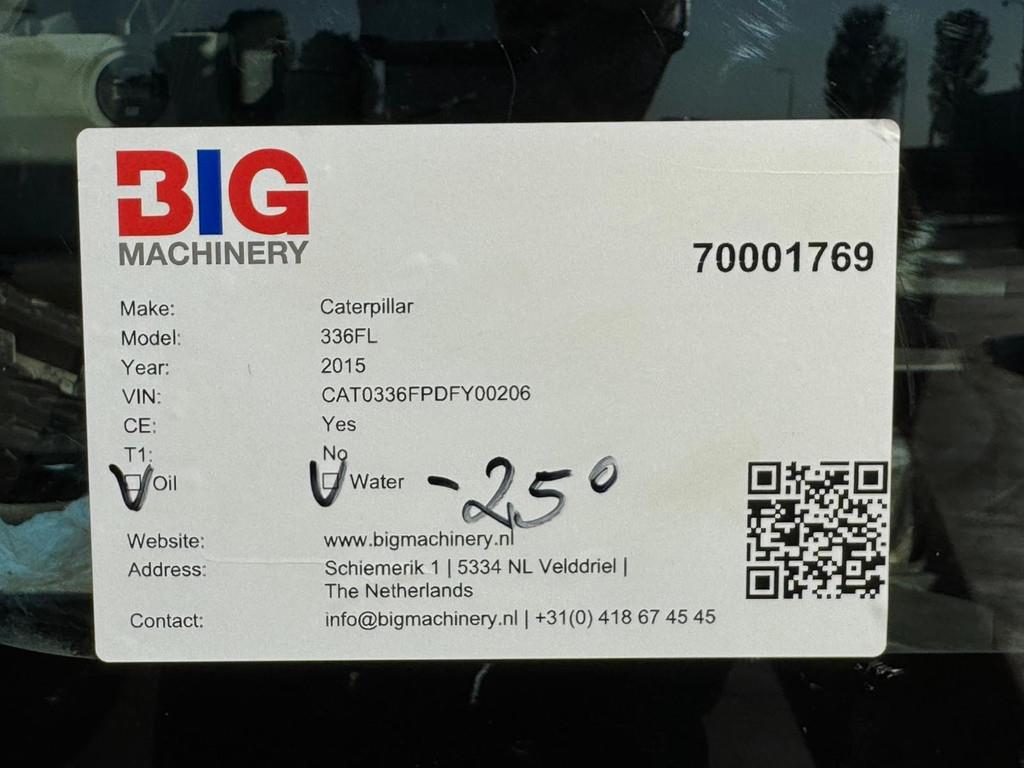 BIG
MACHINERY
70001769
Make: Caterpillar
Model: 336FL
Year: 2015
VIN: CAT0336FPDFY00206
CE: Yes
T1: No
V Oil V Water -25°
Website: www.bigmachinery.nl
Address: Schiemerik 1 | 5334 NL Velddriel |
The Netherlands
Contact: info@bigmachinery.nl | +31(0) 418 67 45 45